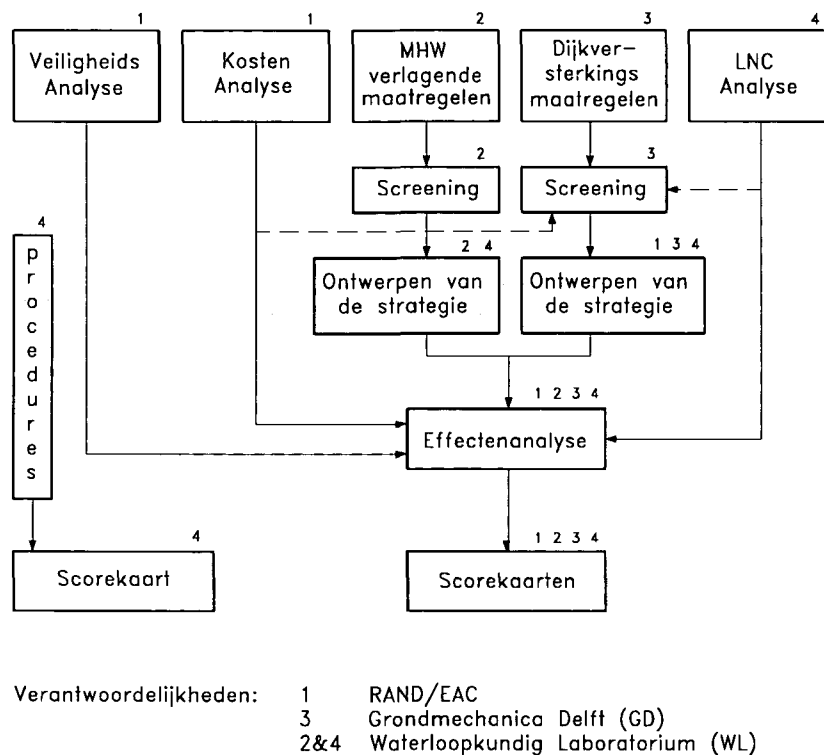 1
1
2
3
4
Veiligheids
Analyse
Kosten
Analyse
MHW
verlagende
maatregelen
Dijkver-
sterkings
maatregelen
LNC
Analyse
2
3
Screening
Screening
4
procedures
2 4
1 3 4
Ontwerpen van
de strategie
Ontwerpen van
de strategie
1 2 3 4
Effectenanalyse
4
1 2 3 4
Scorekaart
Scorekaarten
Verantwoordelijkheden: 1 RAND/EAC
3 Grondmechanica Delft (GD)
2&4 Waterloopkundig Laboratorium (WL)